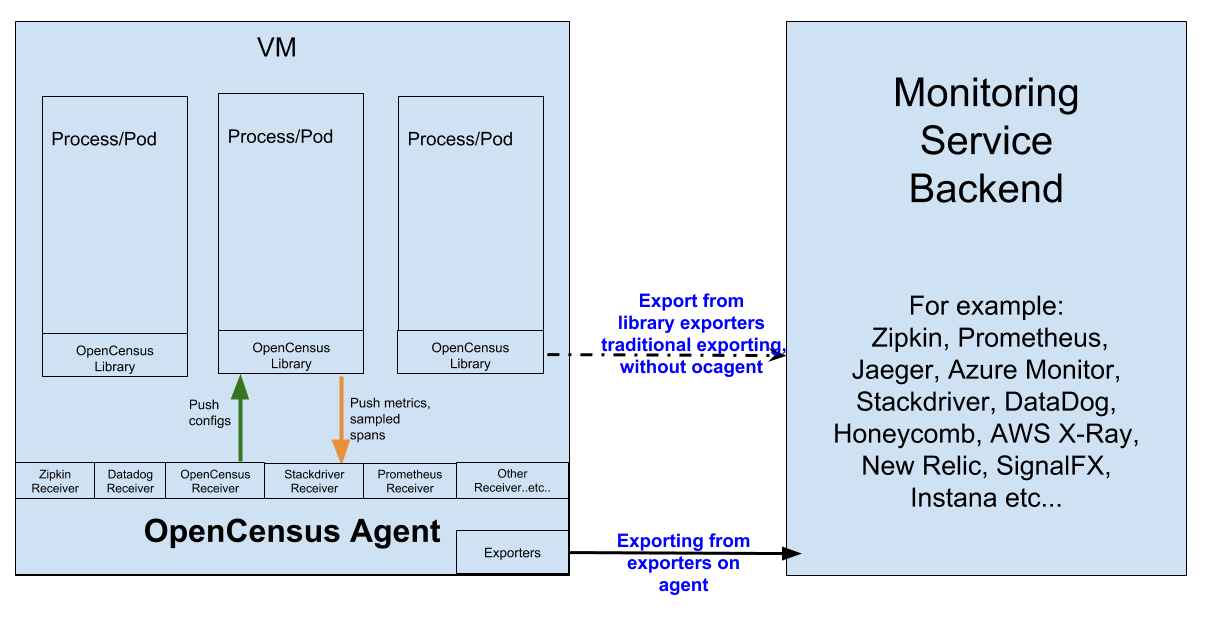 VM
Process/Pod
Process/Pod
Process/Pod
OpenCensus
Library
OpenCensus
Library
OpenCensus
Library
Push
configs
Push metrics,
sampled
spans
Zipkin
Receiver
Datadog
Receiver
OpenCensus
Receiver
Stackdriver
Receiver
Prometheus
Receiver
Other
Receiver..etc..
OpenCensus Agent
Exporters
Export from
library exporters
traditional exporting,
without ocagent
Exporting from
exporters on
agent
Monitoring
Service
Backend
For example:
Zipkin, Prometheus,
Jaeger, Azure Monitor,
Stackdriver, DataDog,
Honeycomb, AWS X-Ray,
New Relic, SignalFX,
Instana etc...